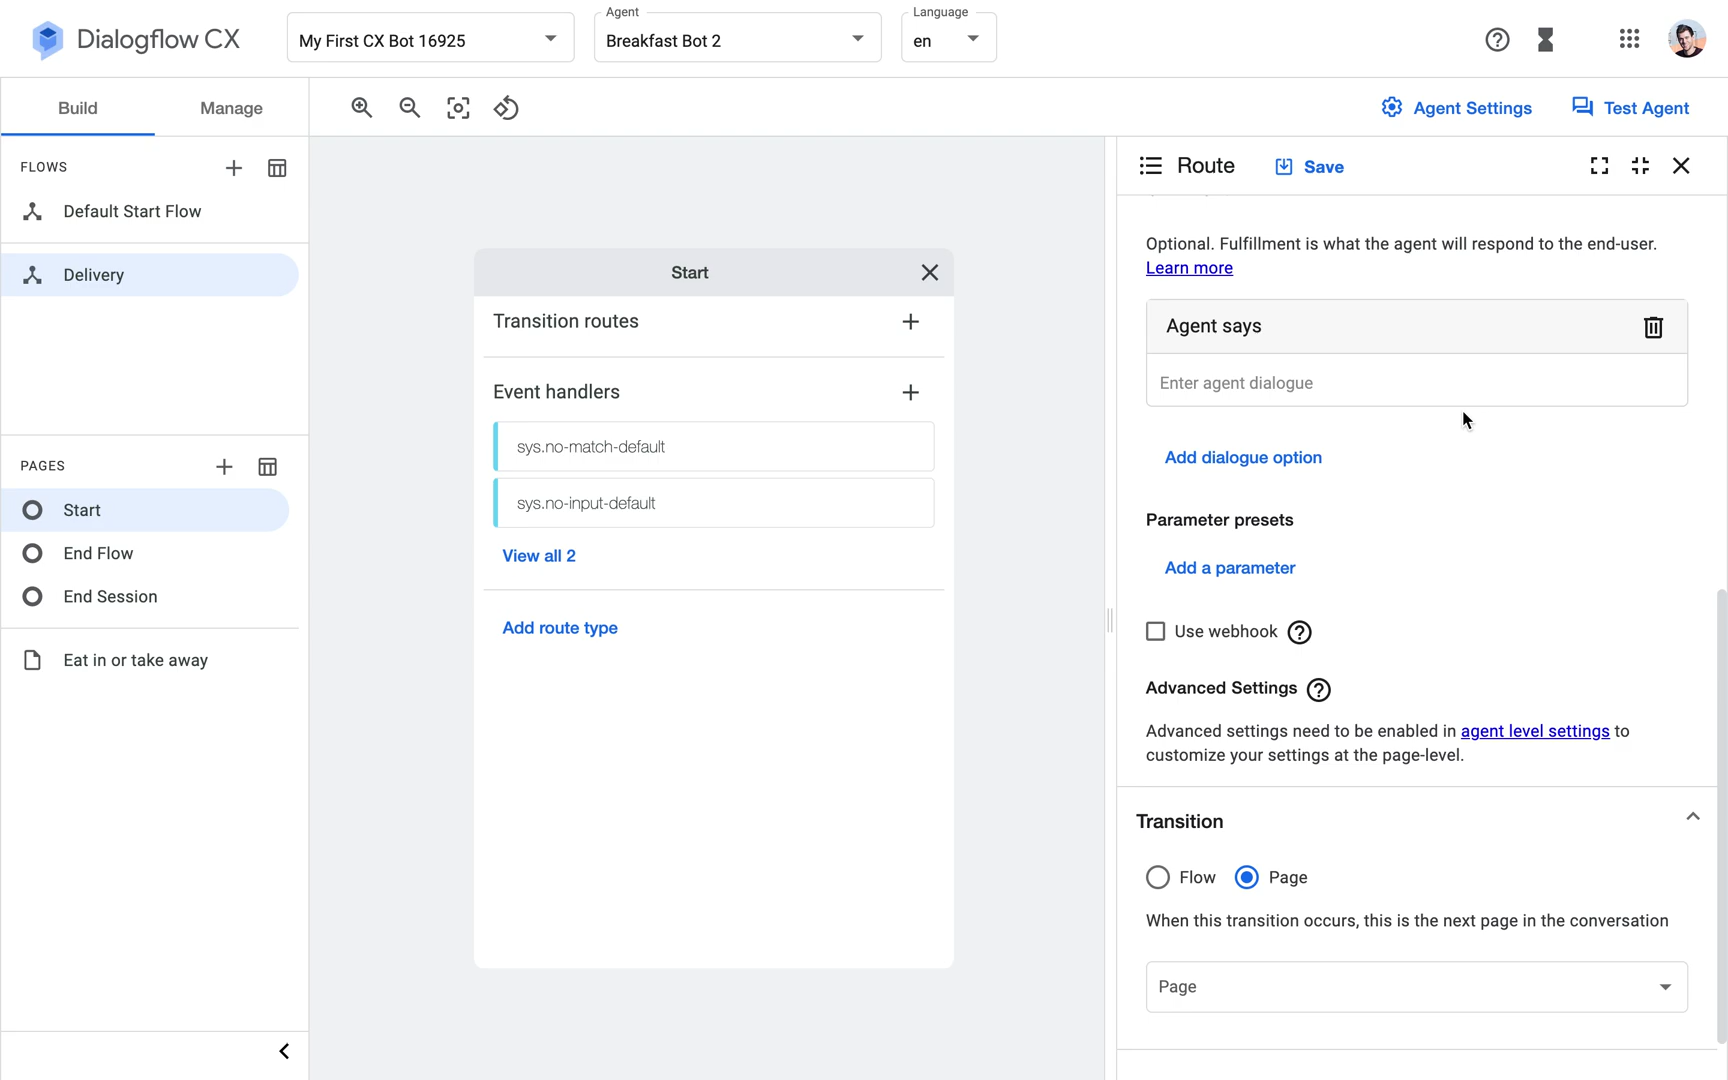 Dialogflow CX
My First CX Bot 16925
Agent
Breakfast Bot 2
Language
en
Build
Manage
Agent Settings
Test Agent
FLOWS
Default Start Flow
Delivery
PAGES
Start
End Flow
End Session
Eat in or take away
Start
Transition routes
Event handlers
sys.no-match-default
sys.no-input-default
View all 2
Add route type
Route
Save
Optional. Fulfillment is what the agent will respond to the end-user.
Learn more
Agent says
Enter agent dialogue
Add dialogue option
Parameter presets
Add a parameter
Use webhook
Advanced Settings
Advanced settings need to be enabled in agent level settings to
customize your settings at the page-level.
Transition
Flow
Page
When this transition occurs, this is the next page in the conversation
Page